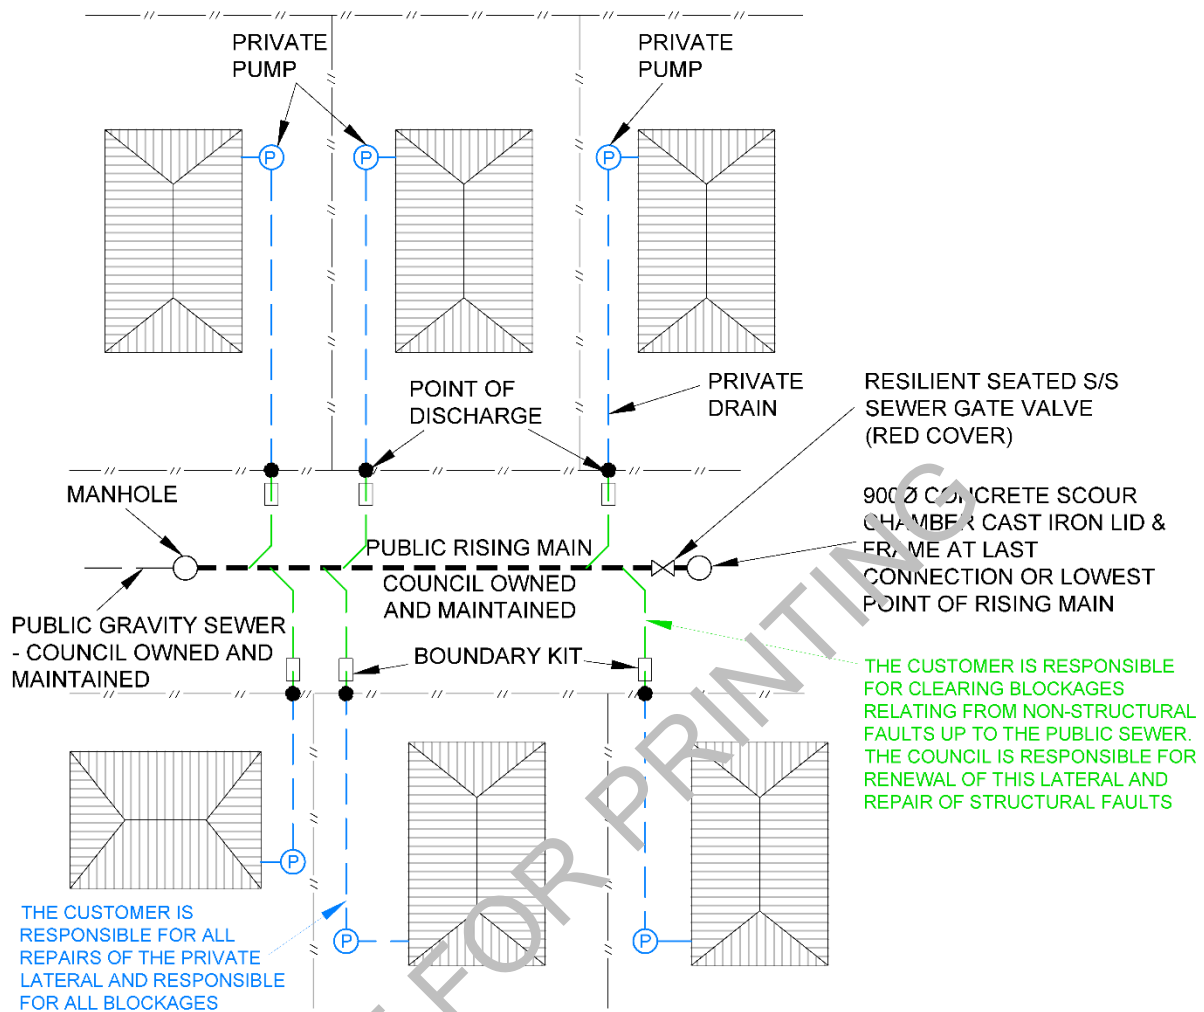 PRIVATE
PUMP
PRIVATE
PUMP
P
P
P
POINT OF
DISCHARGE
PRIVATE
DRAIN
RESILIENT SEATED S/S
SEWER GATE VALVE
(RED COVER)
MANHOLE
900Ø CONCRETE SCOUR
CHAMBER CAST IRON LID &
FRAME AT LAST
CONNECTION OR LOWEST
POINT OF RISING MAIN
PUBLIC RISING MAIN
COUNCIL OWNED
AND MAINTAINED
PUBLIC GRAVITY SEWER
- COUNCIL OWNED AND
MAINTAINED
BOUNDARY KIT
THE CUSTOMER IS RESPONSIBLE
FOR CLEARING BLOCKAGES
RELATING FROM NON-STRUCTURAL
FAULTS UP TO THE PUBLIC SEWER.
THE COUNCIL IS RESPONSIBLE FOR
RENEWAL OF THIS LATERAL AND
REPAIR OF STRUCTURAL FAULTS
P
P
P
THE CUSTOMER IS
RESPONSIBLE FOR ALL
REPAIRS OF THE PRIVATE
LATERAL AND RESPONSIBLE
FOR ALL BLOCKAGES
FOR PRINTING